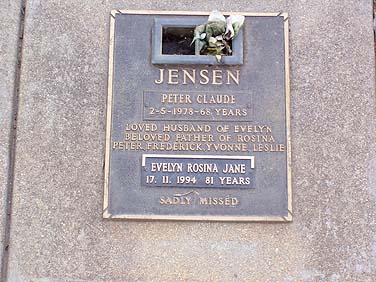 JENSEN
PETER CLAUDE
2-5-1978-68 YEARS
LOVED HUSBAND OF EVELYN
BELOVED FATHER OF ROSINA
PETER FREDERICK, YVONNE, LESLIE
EVELYN ROSINA JANE
17. 11. 1994 81 YEARS
SADLY MISSED